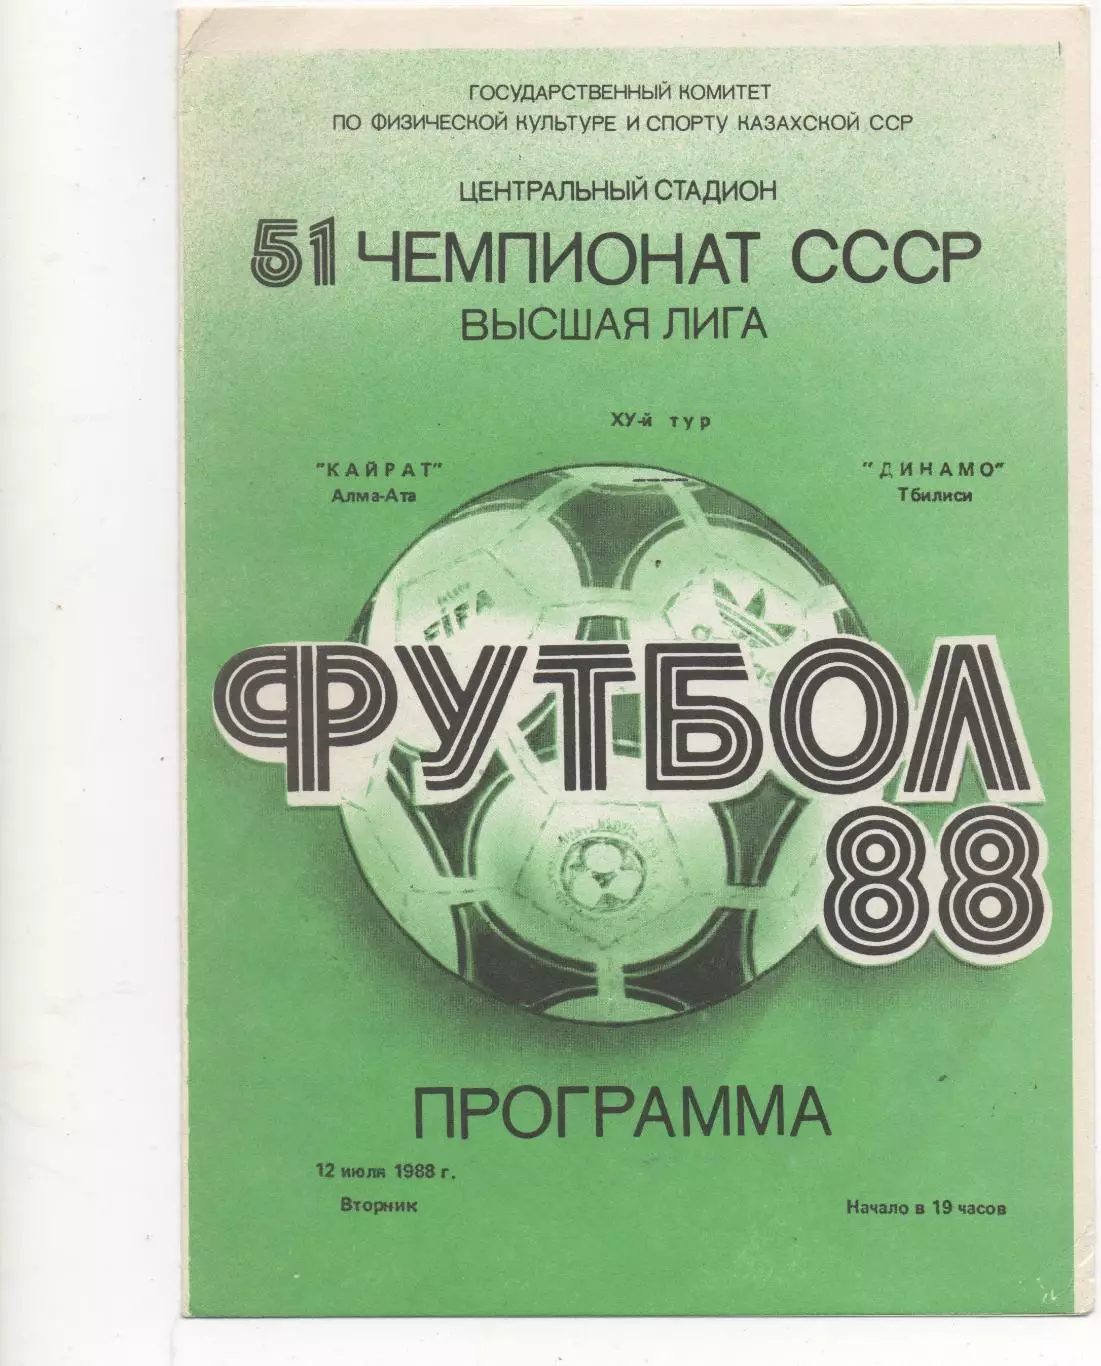 ГОСУДАРСТВЕННЫЙ КОМИТЕТ
ПО ФИЗИЧЕСКОЙ КУЛЬТУРЕ И СПОРТУ КАЗАХСКОЙ ССР
ЦЕНТРАЛЬНЫЙ СТАДИОН
51 ЧЕМПИОНАТ СССР
ВЫСШАЯ ЛИГА
ХУ-й тур
"КАЙРАТ"
Алма-Ата
"ДИНАМО"
Тбилиси
FIFA
ФУТБОЛ
88
ПРОГРАММА
12 июля 1988 г.
Вторник
Начало в 19 часов